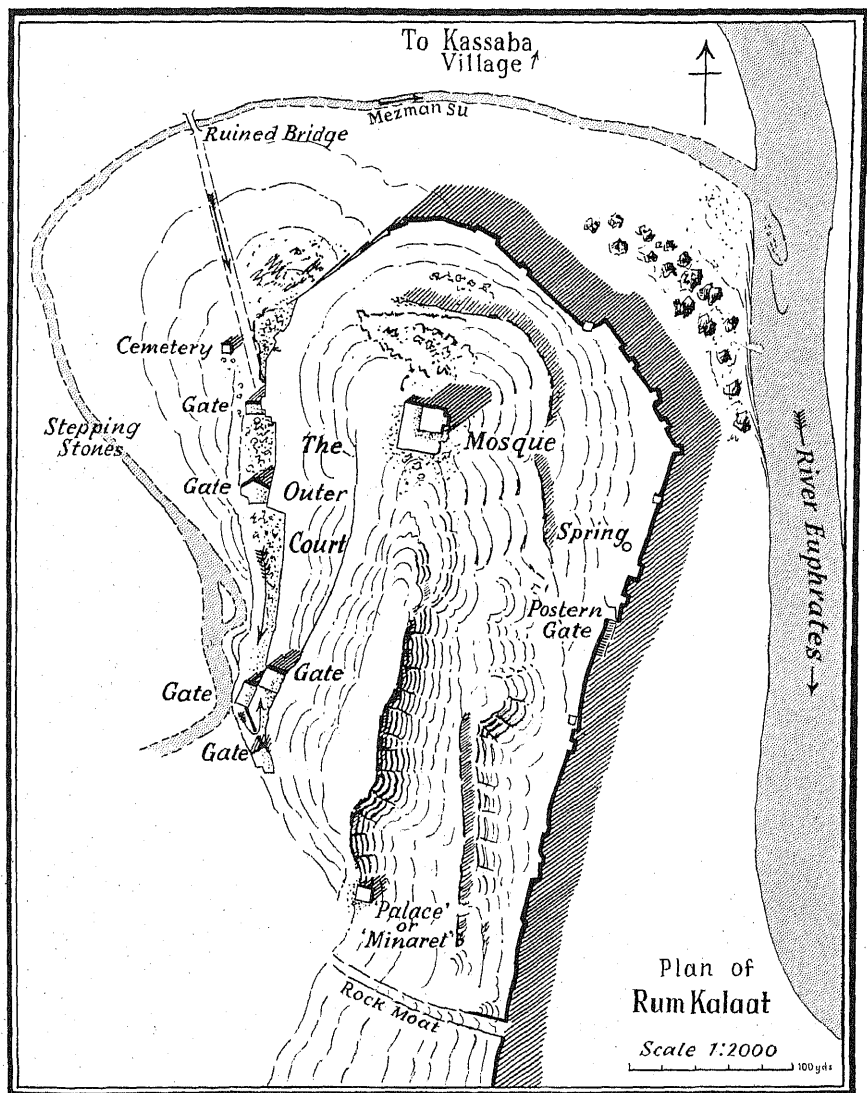 To Kassaba
Village
Mezman Su
Ruined Bridge
Cemetery
Gate
Stepping
Stones
The
Mosque
Gate
Outer
Court
Spring
Postern
Gate
River Euphrates
Gate
Gate
Gate
'Palace'
or
'Minaret'
Rock Moat
Plan of
Rum Kalaat
Scale 1:2000
100 yds